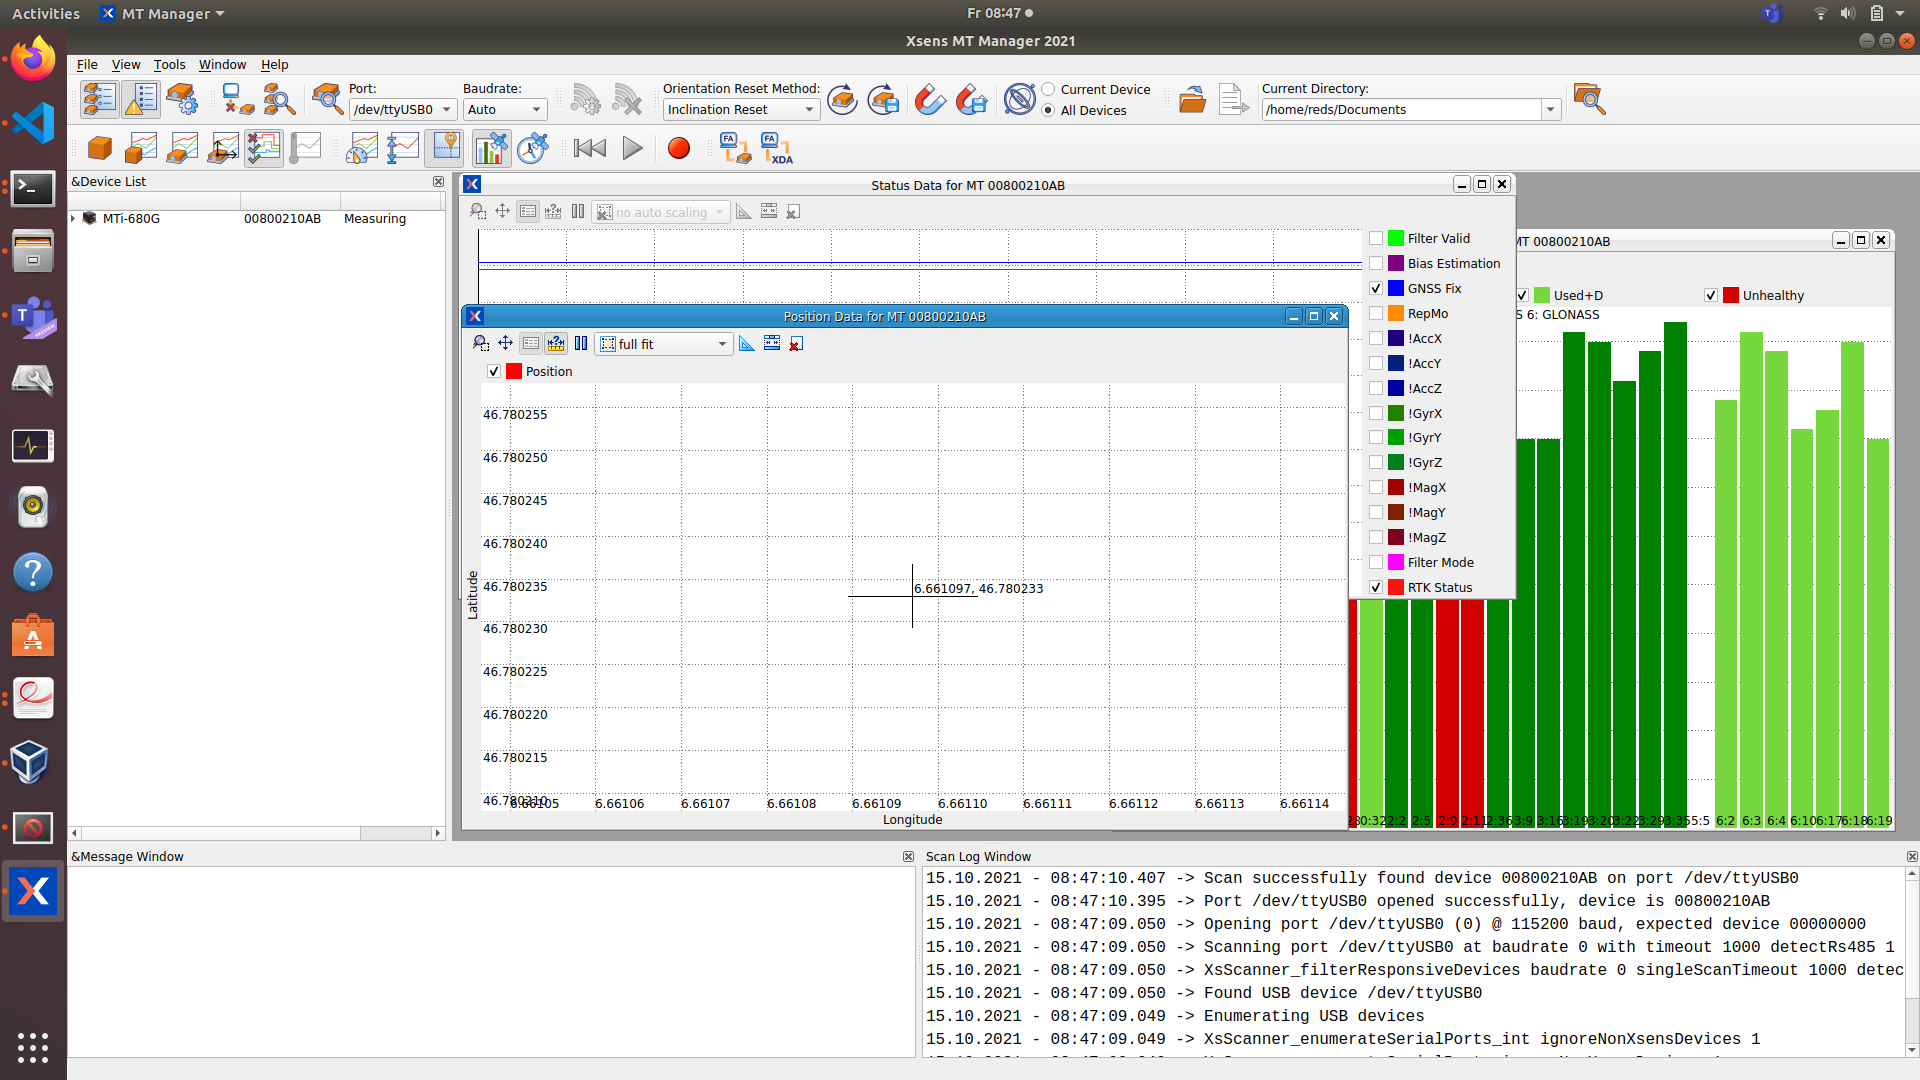 Activities MT Manager Fr 08:47
Xsens MT Manager 2021
File View Tools Window Help
Port: Baudrate: Orientation Reset Method: Current Device Current Directory:
/dev/ttyUSB0 Auto Inclination Reset All Devices /home/reds/Documents
FA FA
XDA
&Device List
MTi-680G 00800210AB Measuring
Status Data for MT 00800210AB
no auto scaling
Filter Valid
Bias Estimation
GNSS Fix
RepMo
!AccX
!AccY
!AccZ
!GyrX
!GyrY
!GyrZ
!MagX
!MagY
!MagZ
Filter Mode
RTK Status
MT 00800210AB
Used+D Unhealthy
S 6: GLONASS
28 0:32 2:2 2:5 2:9 2:11 2:36 3:9 3:16 3:19 3:20 3:22 3:29 3:35 5:5 6:2 6:3 6:4 6:10 6:17 6:18 6:19
Position Data for MT 00800210AB
full fit
Position
46.780255
46.780250
46.780245
46.780240
46.780235
46.780230
46.780225
46.780220
46.780215
46.780210
Latitude
6.661097, 46.780233
6.66105 6.66106 6.66107 6.66108 6.66109 6.66110 6.66111 6.66112 6.66113 6.66114
Longitude
&Message Window
Scan Log Window
15.10.2021 - 08:47:10.407 -> Scan successfully found device 00800210AB on port /dev/ttyUSB0
15.10.2021 - 08:47:10.395 -> Port /dev/ttyUSB0 opened successfully, device is 00800210AB
15.10.2021 - 08:47:09.050 -> Opening port /dev/ttyUSB0 (0) @ 115200 baud, expected device 00000000
15.10.2021 - 08:47:09.050 -> Scanning port /dev/ttyUSB0 at baudrate 0 with timeout 1000 detectRs485 1
15.10.2021 - 08:47:09.050 -> XsScanner_filterResponsiveDevices baudrate 0 singleScanTimeout 1000 detec
15.10.2021 - 08:47:09.050 -> Found USB device /dev/ttyUSB0
15.10.2021 - 08:47:09.049 -> Enumerating USB devices
15.10.2021 - 08:47:09.049 -> XsScanner_enumerateSerialPorts_int ignoreNonXsensDevices 1